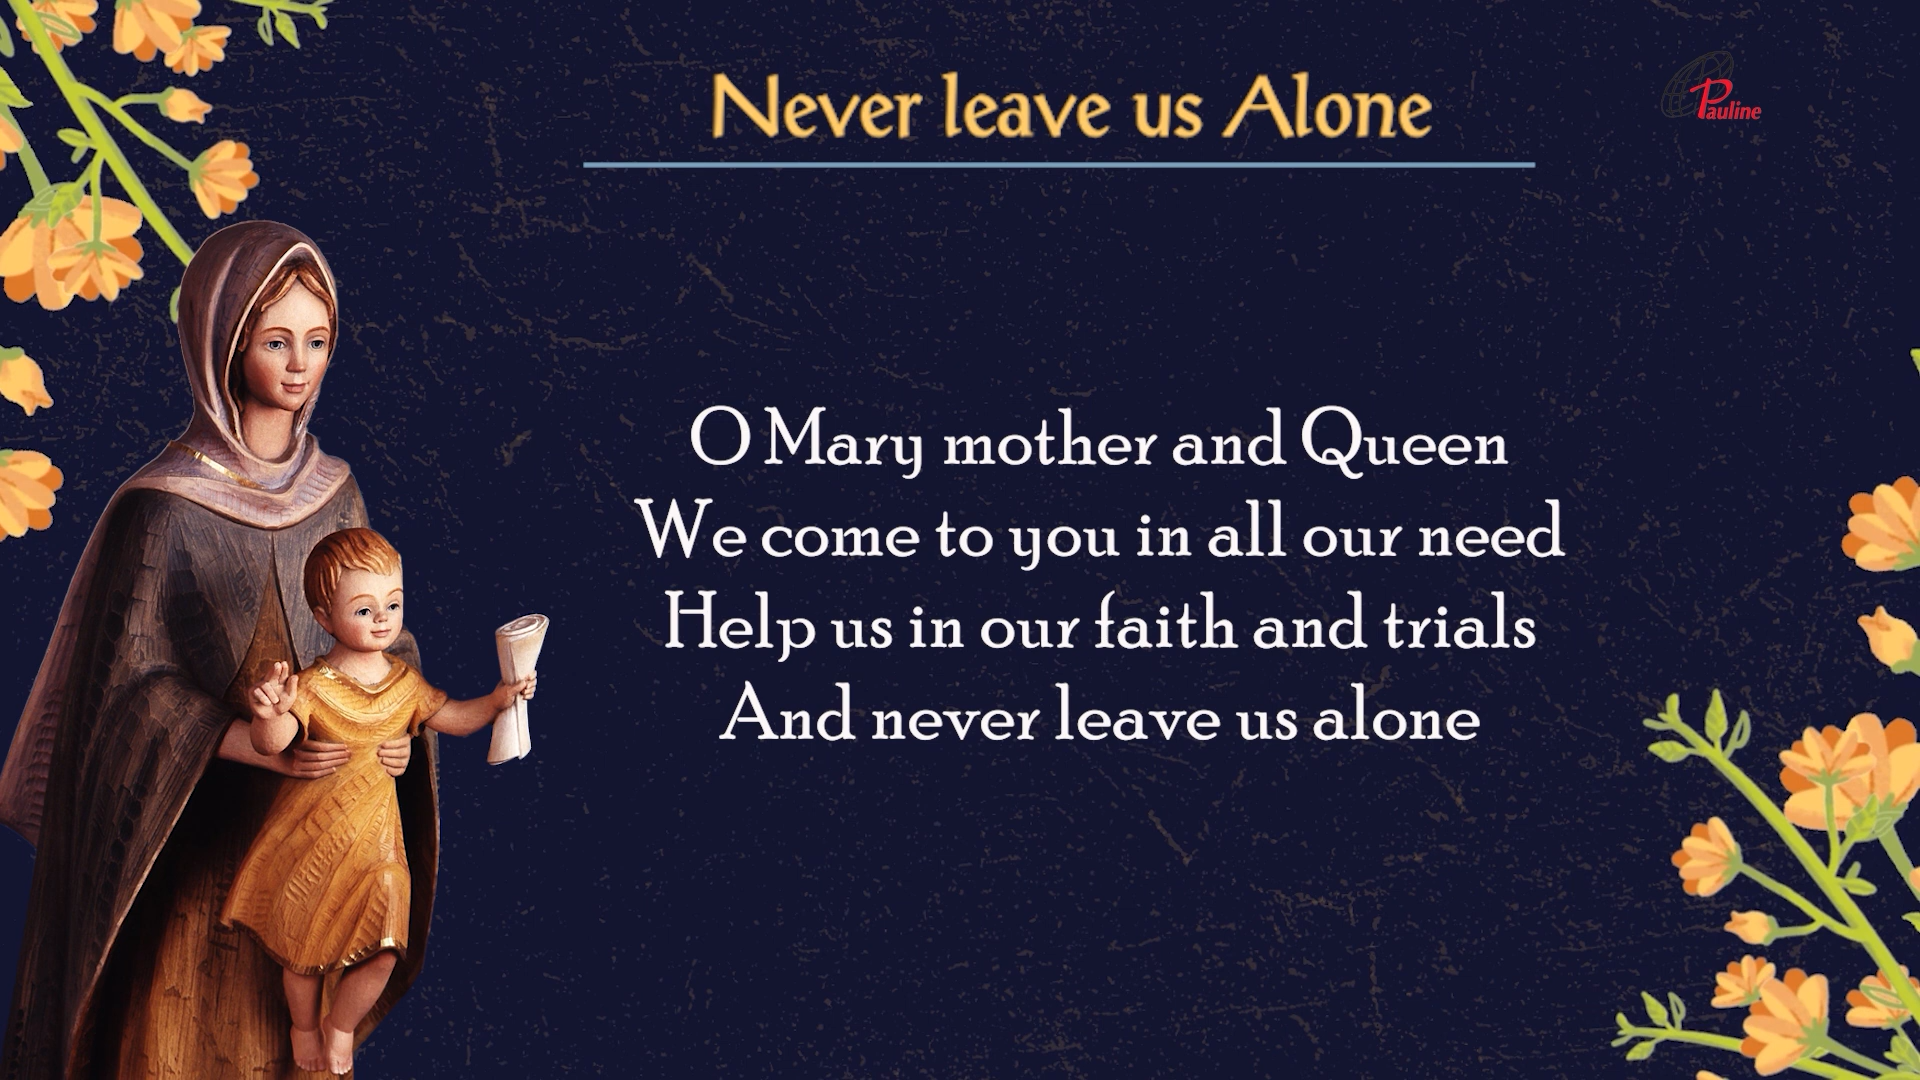 Never leave us Alone
Pauline
O Mary mother and Queen
We come to you in all our need
Help us in our faith and trials
And never leave us alone